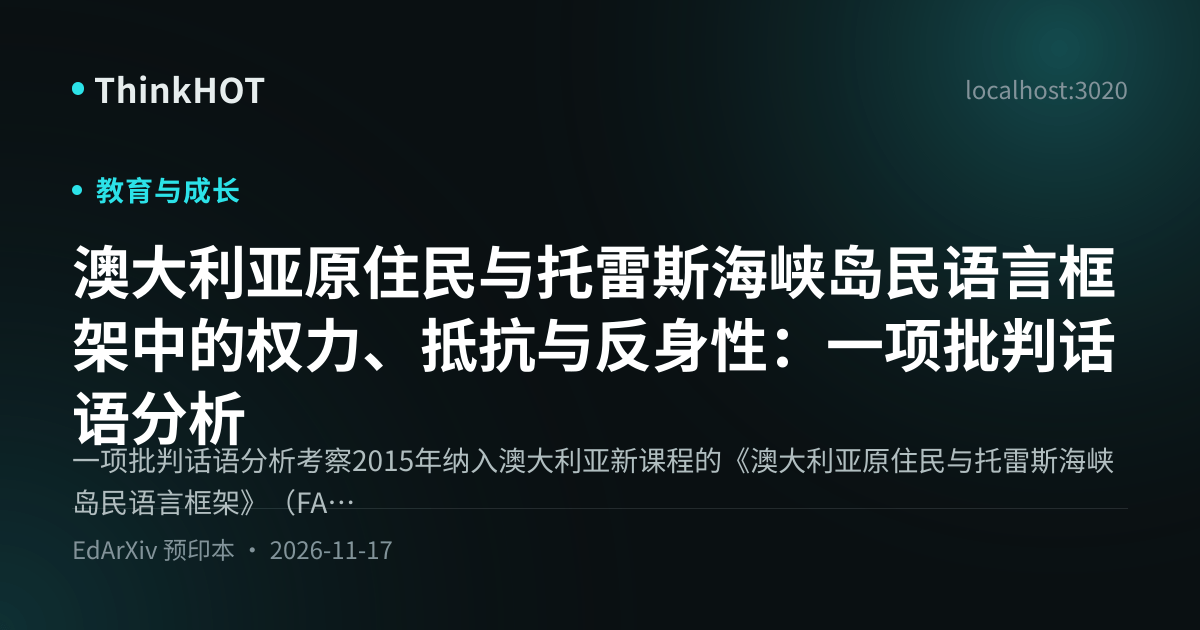 ThinkHOT
localhost:3020
教育与成长
澳大利亚原住民与托雷斯海峡岛民语言框
架中的权力、抵抗与反身性：一项批判话
语分析
一项批判话语分析考察2015年纳入澳大利亚新课程的《澳大利亚原住民与托雷斯海峡
岛民语言框架》（FA…
EdArXiv 预印本 · 2026-11-17